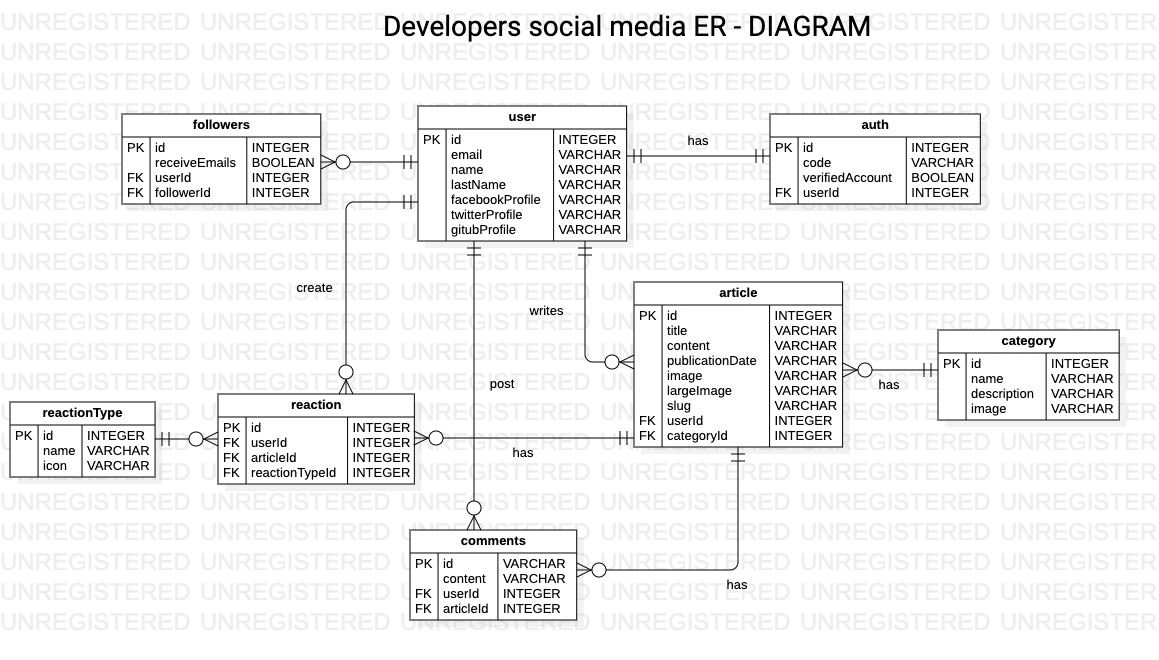 Developers social media ER - DIAGRAM
followers
PK id INTEGER
receiveEmails BOOLEAN
FK userId INTEGER
FK followerId INTEGER
user
PK id INTEGER
email VARCHAR
name VARCHAR
lastName VARCHAR
facebookProfile VARCHAR
twitterProfile VARCHAR
gitubProfile VARCHAR
has
auth
PK id INTEGER
code VARCHAR
verifiedAccount BOOLEAN
FK userId INTEGER
create
writes
post
article
PK id INTEGER
title VARCHAR
content VARCHAR
publicationDate VARCHAR
image VARCHAR
largeImage VARCHAR
slug VARCHAR
FK userId INTEGER
FK categoryId INTEGER
has
category
PK id INTEGER
name VARCHAR
description VARCHAR
image VARCHAR
reactionType
PK id INTEGER
name VARCHAR
icon VARCHAR
reaction
PK id INTEGER
FK userId INTEGER
FK articleId INTEGER
FK reactionTypeId INTEGER
has
comments
PK id VARCHAR
content VARCHAR
FK userId INTEGER
FK articleId INTEGER
has
UNREGISTERED